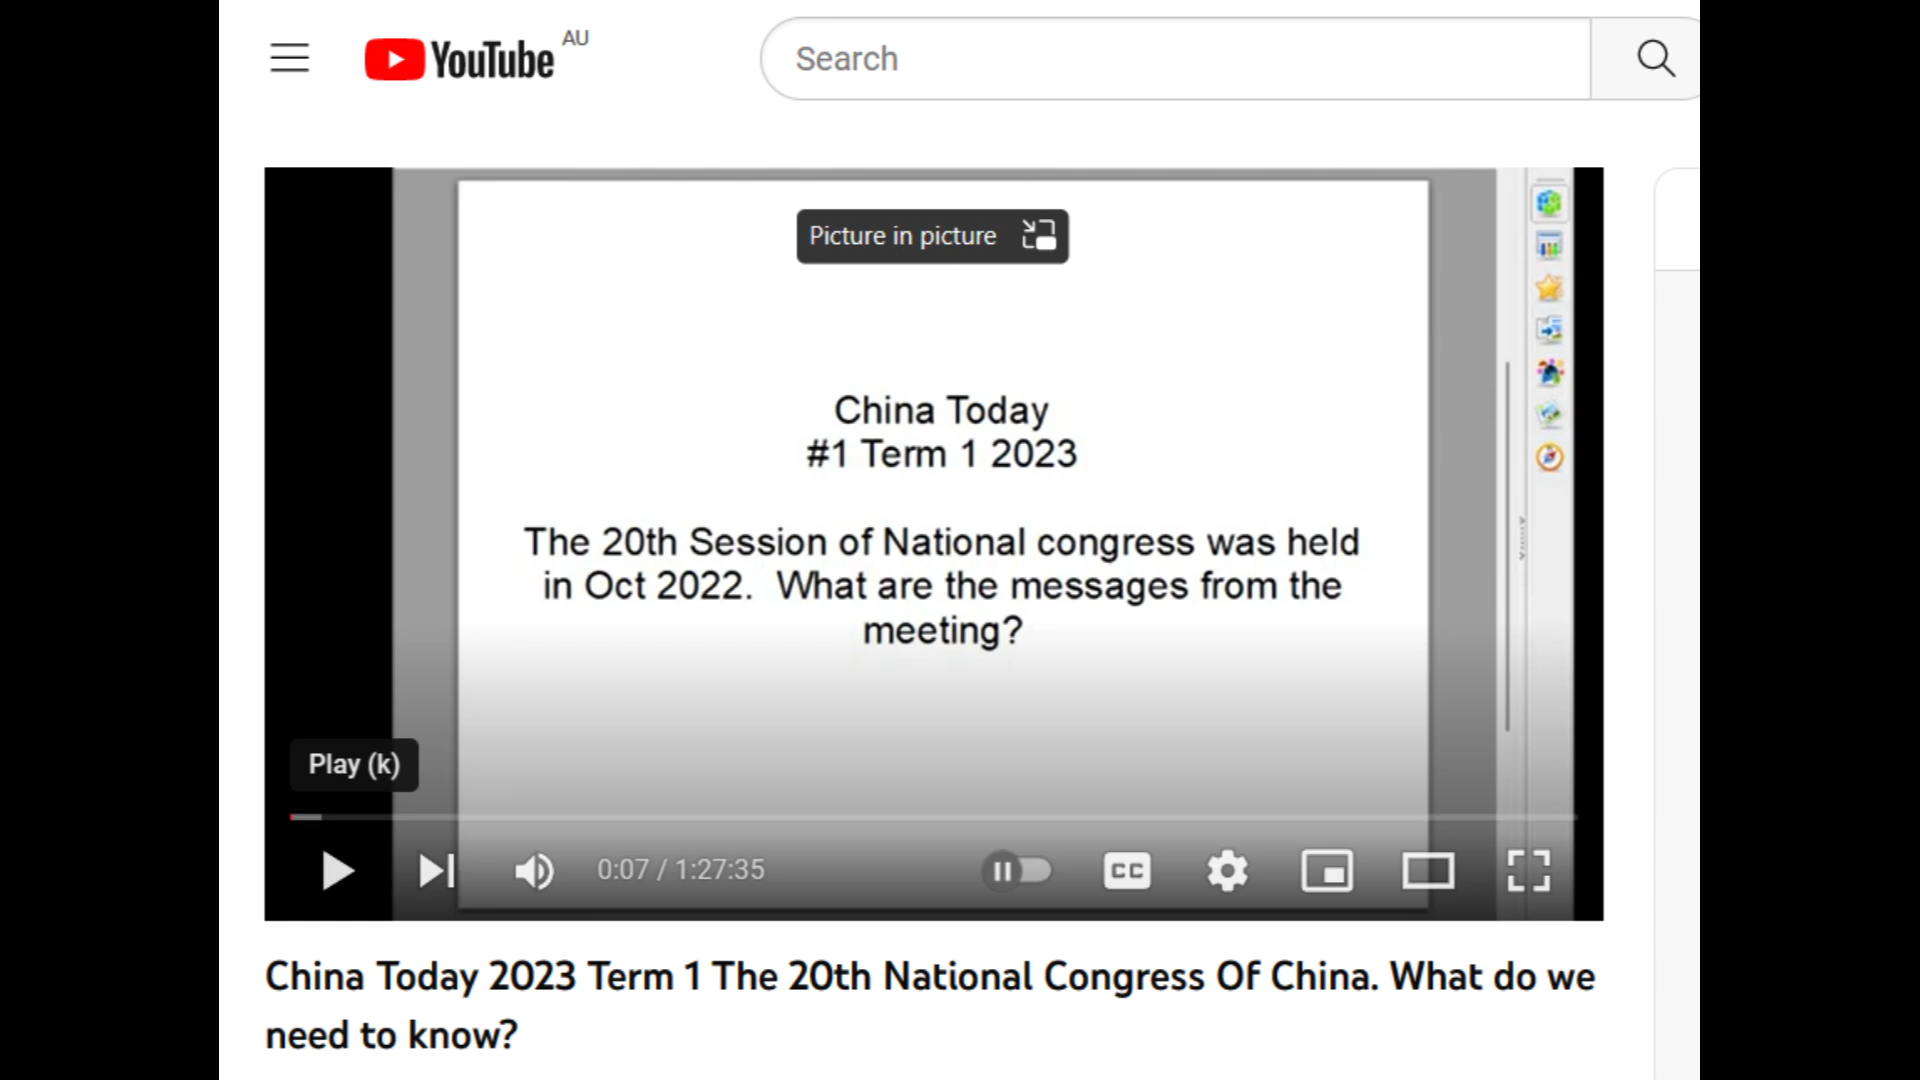 YouTube AU
Search
Picture in picture
China Today
#1 Term 1 2023
The 20th Session of National congress was held
in Oct 2022. What are the messages from the
meeting?
Play (k)
0:07 / 1:27:35
CC
China Today 2023 Term 1 The 20th National Congress Of China. What do we
need to know?